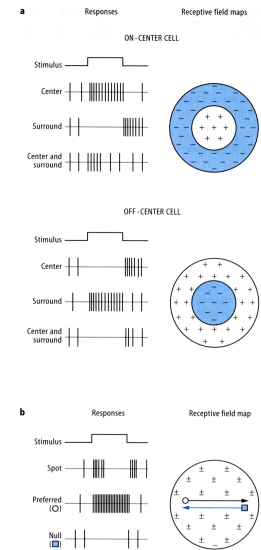 a
Responses
Receptive field maps
ON-CENTER CELL
Stimulus
Center
Surround
Center and
surround
OFF-CENTER CELL
Stimulus
Center
Surround
Center and
surround
b
Responses
Receptive field map
Stimulus
Spot
Preferred
(○)
Null
(■)